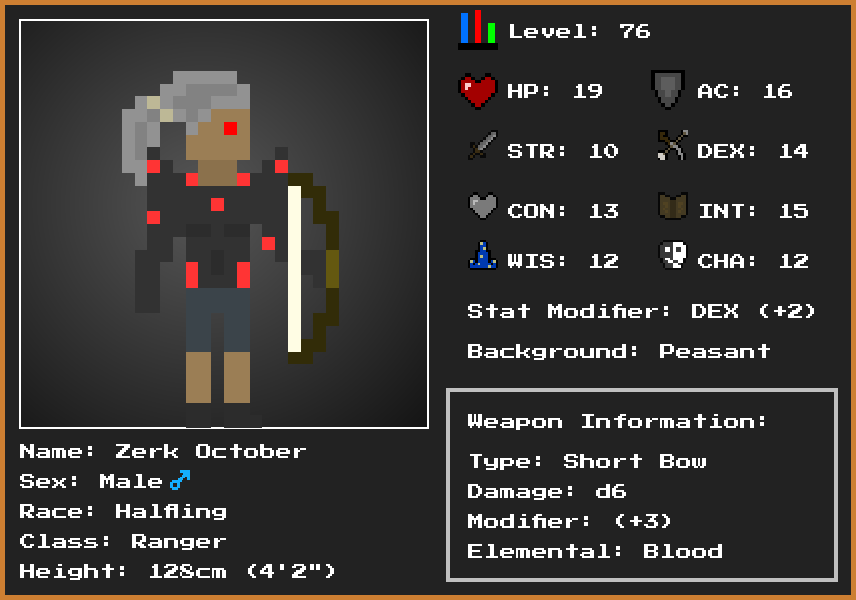 Level: 76
HP: 19 AC: 16
STR: 10 DEX: 14
CON: 13 INT: 15
WIS: 12 CHA: 12
Stat Modifier: DEX (+2)
Background: Peasant
Weapon Information:
Type: Short Bow
Damage: d6
Modifier: (+3)
Elemental: Blood
Name: Zerk October
Sex: Male ♂
Race: Halfling
Class: Ranger
Height: 128cm (4'2")